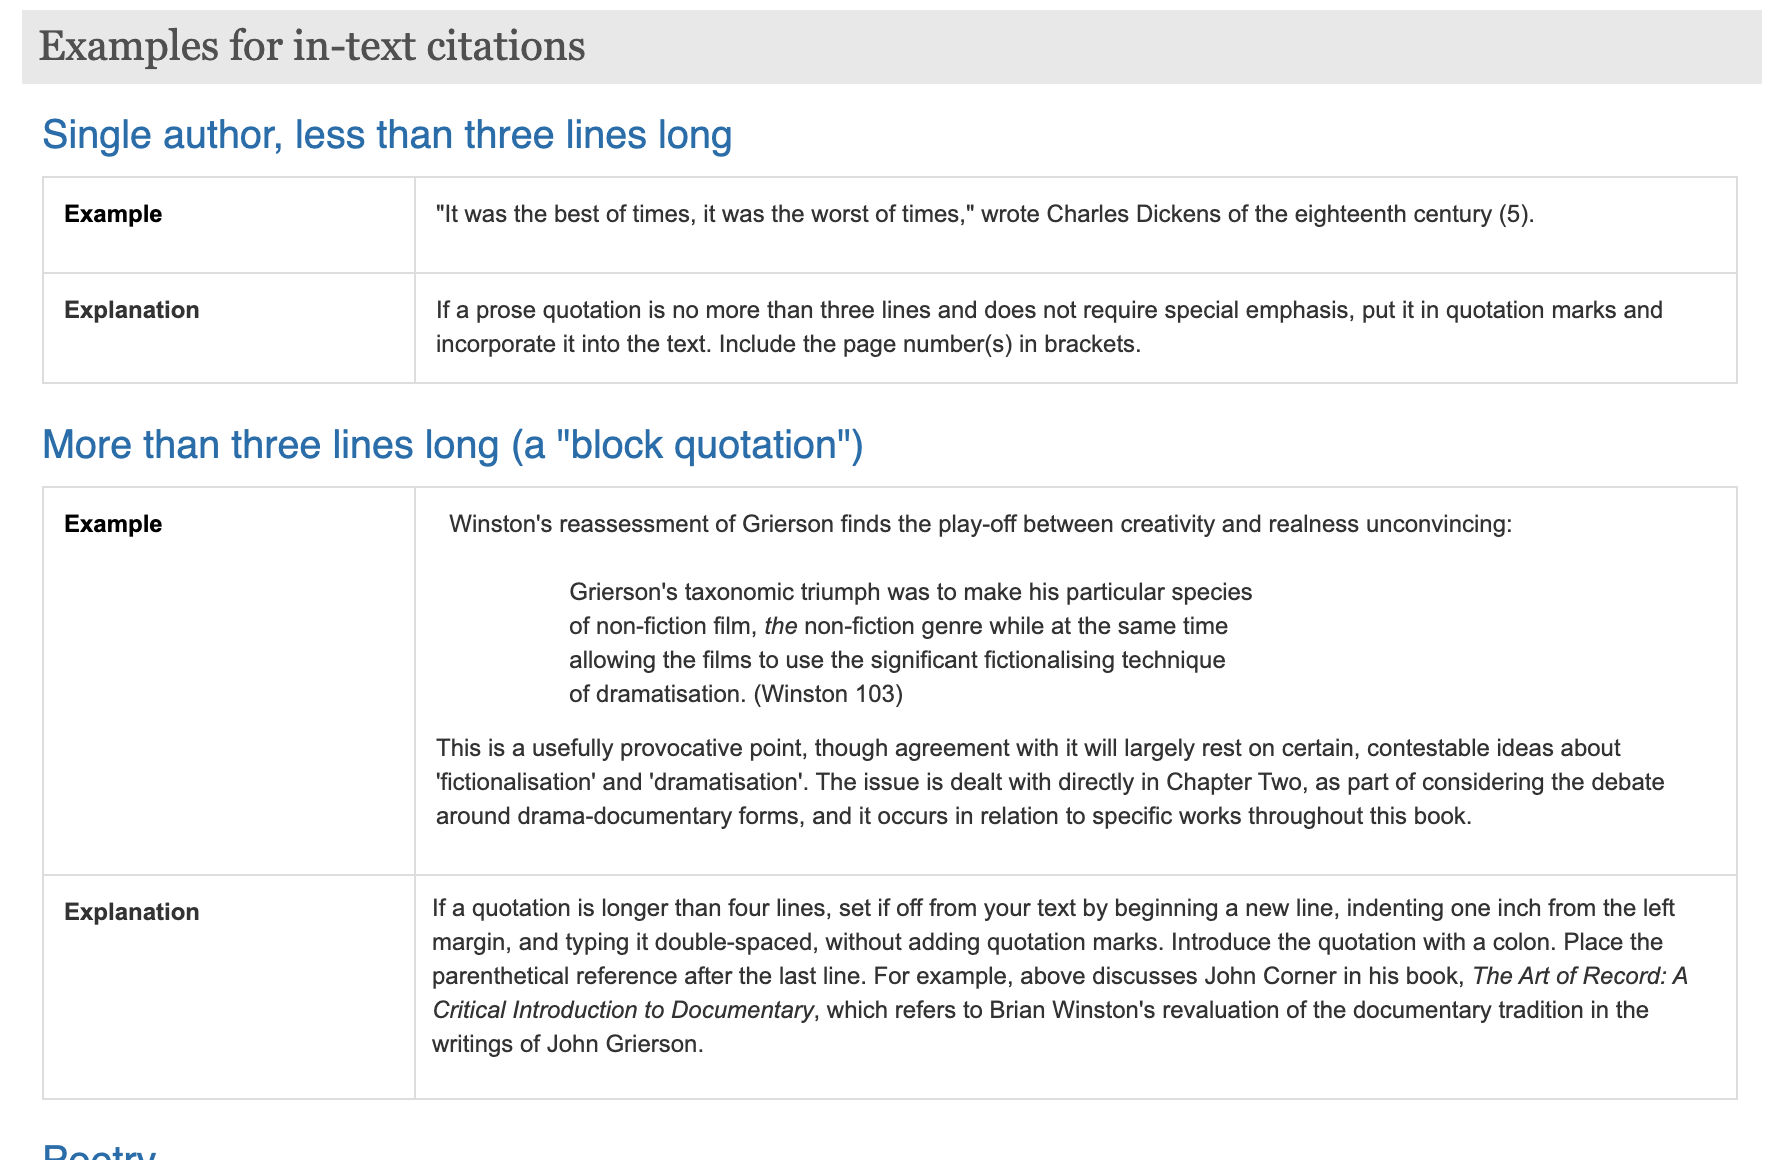 Examples for in-text citations
Single author, less than three lines long
Example
"It was the best of times, it was the worst of times," wrote Charles Dickens of the eighteenth century (5).
Explanation
If a prose quotation is no more than three lines and does not require special emphasis, put it in quotation marks and
incorporate it into the text. Include the page number(s) in brackets.
More than three lines long (a "block quotation")
Example
Winston's reassessment of Grierson finds the play-off between creativity and realness unconvincing:
Grierson's taxonomic triumph was to make his particular species
of non-fiction film, the non-fiction genre while at the same time
allowing the films to use the significant fictionalising technique
of dramatisation. (Winston 103)
This is a usefully provocative point, though agreement with it will largely rest on certain, contestable ideas about
'fictionalisation' and 'dramatisation'. The issue is dealt with directly in Chapter Two, as part of considering the debate
around drama-documentary forms, and it occurs in relation to specific works throughout this book.
Explanation
If a quotation is longer than four lines, set if off from your text by beginning a new line, indenting one inch from the left
margin, and typing it double-spaced, without adding quotation marks. Introduce the quotation with a colon. Place the
parenthetical reference after the last line. For example, above discusses John Corner in his book, The Art of Record: A
Critical Introduction to Documentary, which refers to Brian Winston's revaluation of the documentary tradition in the
writings of John Grierson.
Poetry